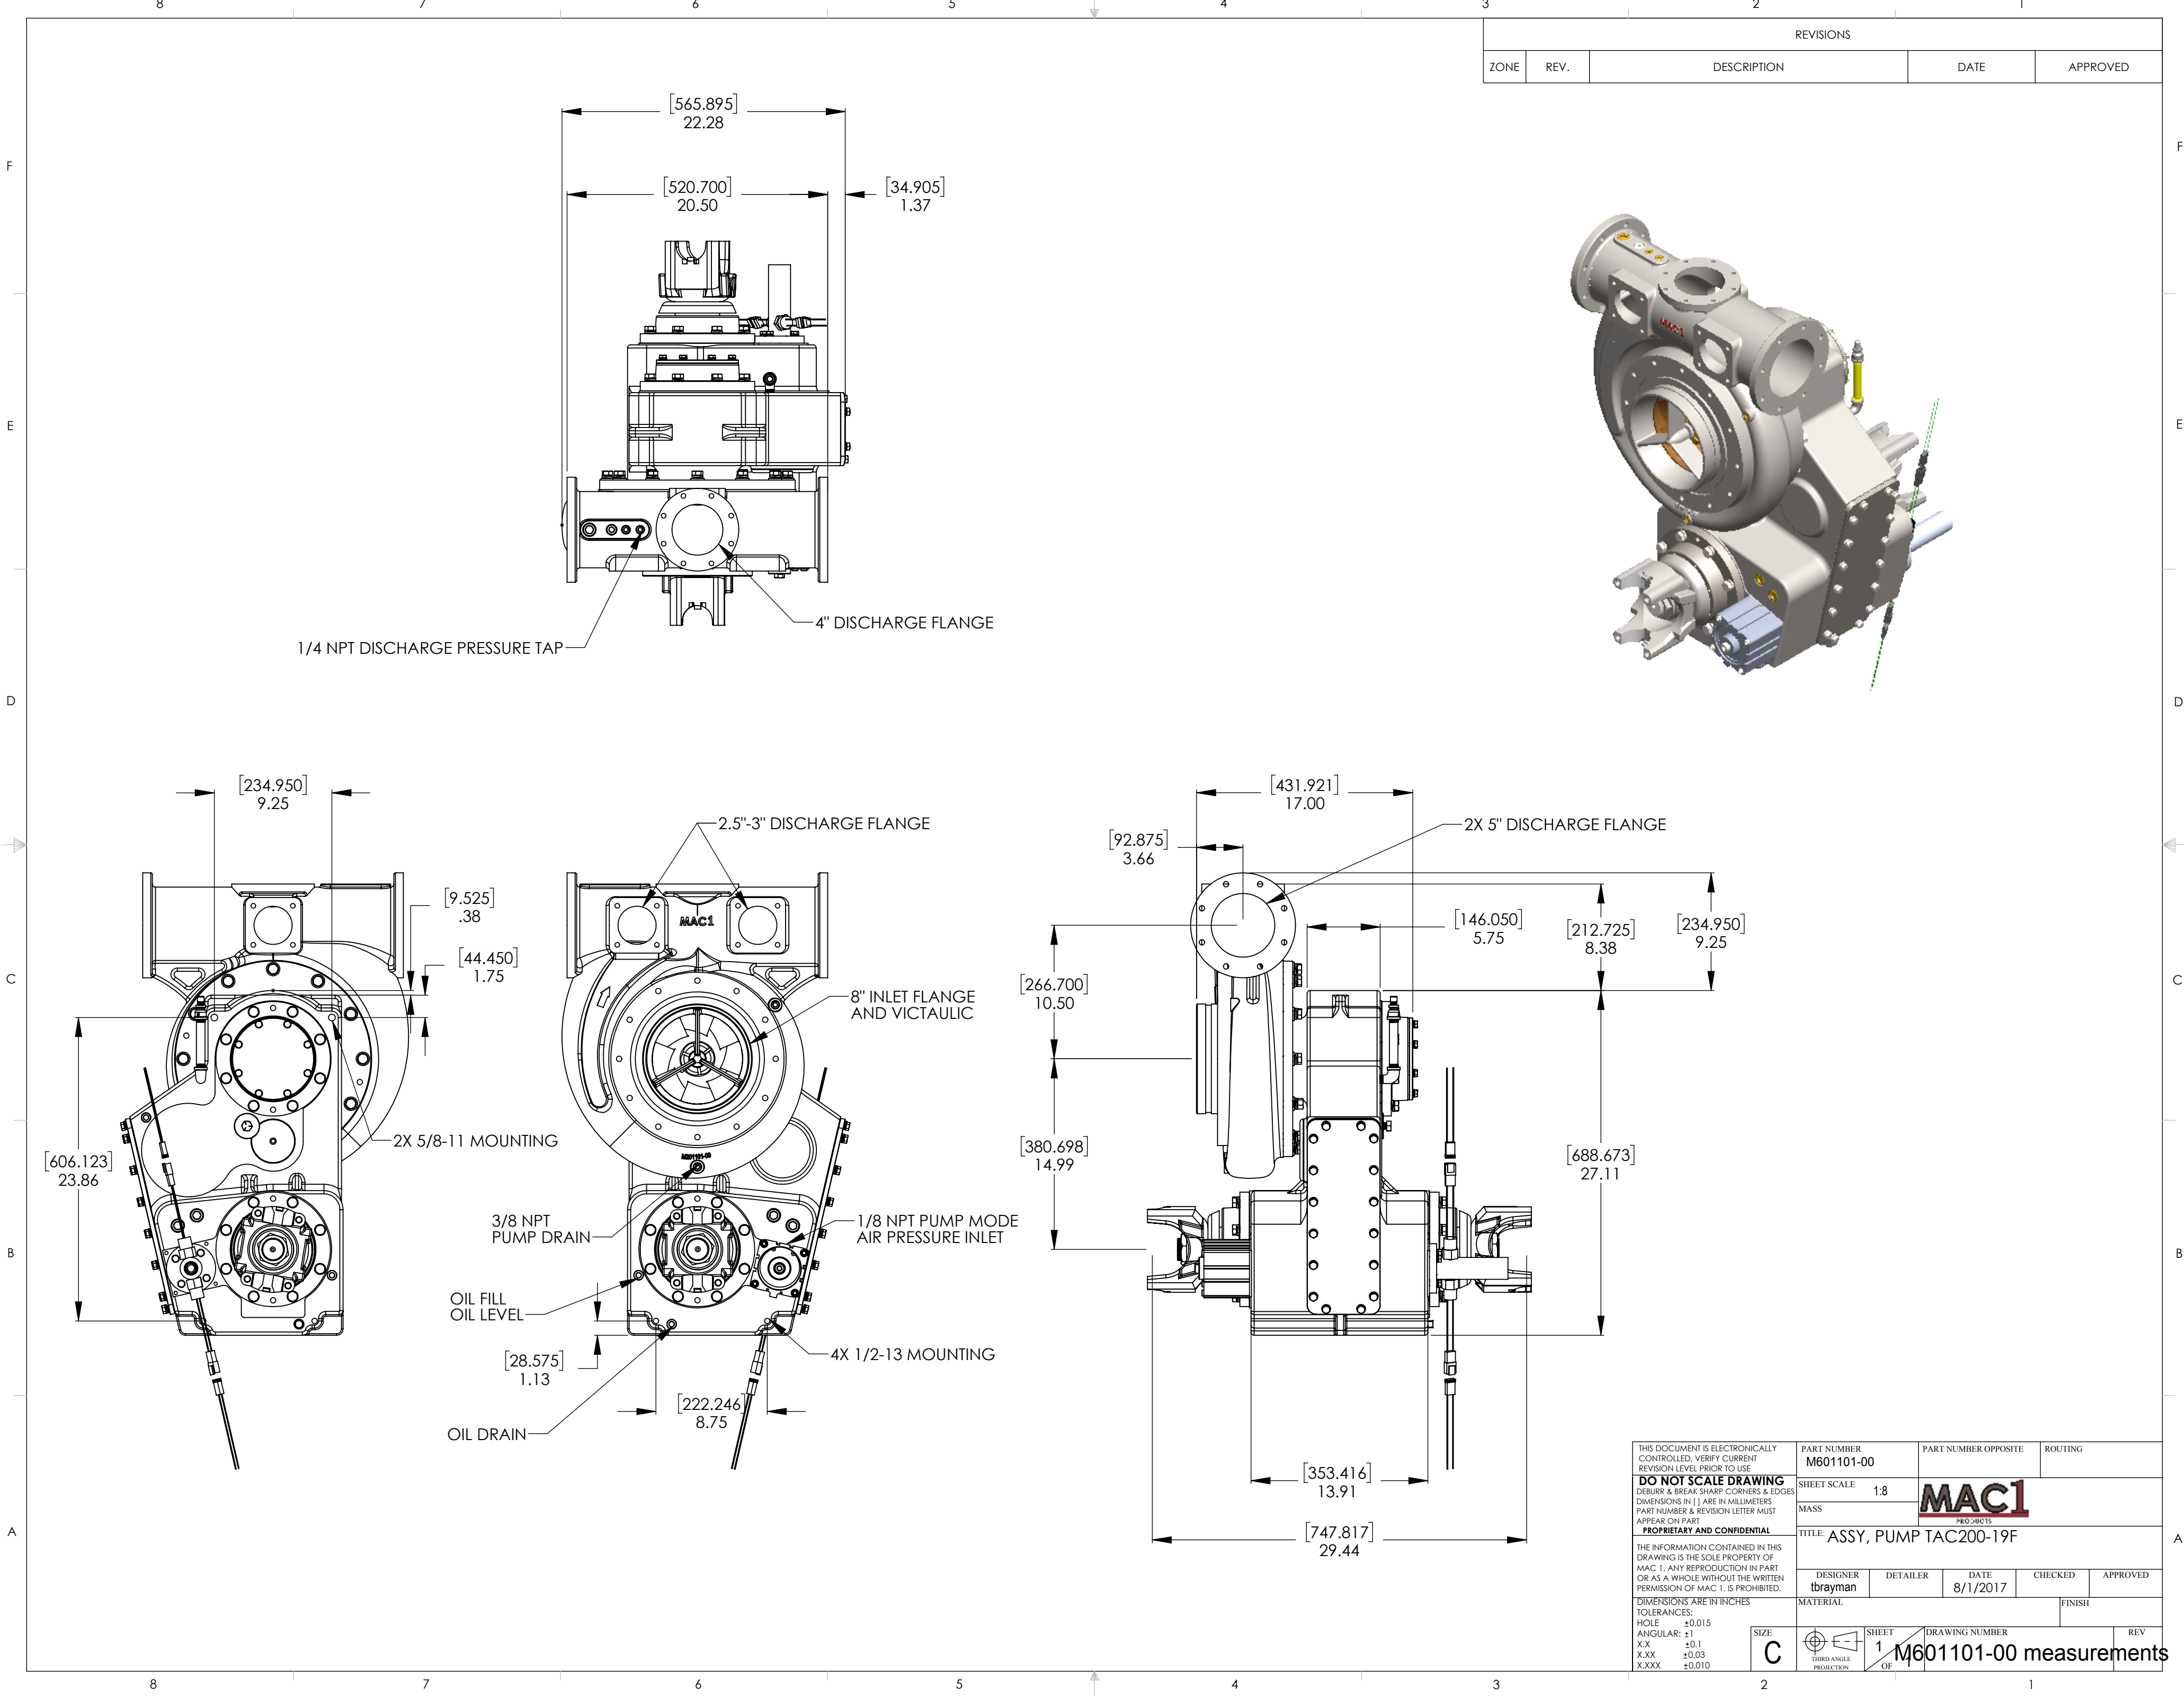 8 7 6 5 4 3 2 1
REVISIONS
ZONE REV. DESCRIPTION DATE APPROVED
F F
E E
D D
C C
B B
A A
[565.895]
22.28
[520.700]
20.50
[34.905]
1.37
4" DISCHARGE FLANGE
1/4 NPT DISCHARGE PRESSURE TAP
MAC1
[234.950]
9.25
[9.525]
.38
[44.450]
1.75
2X 5/8-11 MOUNTING
[606.123]
23.86
2.5"-3" DISCHARGE FLANGE
MAC1
8" INLET FLANGE
AND VICTAULIC
M301101-00
3/8 NPT
PUMP DRAIN
1/8 NPT PUMP MODE
AIR PRESSURE INLET
OIL FILL
OIL LEVEL
4X 1/2-13 MOUNTING
[28.575]
1.13
[222.246]
8.75
OIL DRAIN
[431.921]
17.00
[92.875]
3.66
2X 5" DISCHARGE FLANGE
[146.050]
5.75
[212.725]
8.38
[234.950]
9.25
[266.700]
10.50
[380.698]
14.99
[688.673]
27.11
[353.416]
13.91
[747.817]
29.44
THIS DOCUMENT IS ELECTRONICALLY
CONTROLLED, VERIFY CURRENT
REVISION LEVEL PRIOR TO USE
DO NOT SCALE DRAWING
DEBURR & BREAK SHARP CORNERS & EDGES
DIMENSIONS IN [ ] ARE IN MILLIMETERS
PART NUMBER & REVISION LETTER MUST
APPEAR ON PART
PROPRIETARY AND CONFIDENTIAL
THE INFORMATION CONTAINED IN THIS
DRAWING IS THE SOLE PROPERTY OF
MAC 1, ANY REPRODUCTION IN PART
OR AS A WHOLE WITHOUT THE WRITTEN
PERMISSION OF MAC 1, IS PROHIBITED.
DIMENSIONS ARE IN INCHES
TOLERANCES:
HOLE ±0.015
ANGULAR: ±1
X.X ±0.1
X.XX ±0.03
X.XXX ±0.010
PART NUMBER
M601101-00
PART NUMBER OPPOSITE
ROUTING
SHEET SCALE 1:8
MASS
MAC1
PRODUCTS
TITLE: ASSY, PUMP TAC200-19F
DESIGNER DETAILER DATE CHECKED APPROVED
tbrayman 8/1/2017
MATERIAL
FINISH
SIZE
C
THIRD ANGLE
PROJECTION
SHEET
1
OF 1
DRAWING NUMBER
M601101-00 measurements
REV
8 7 6 5 4 3 2 1